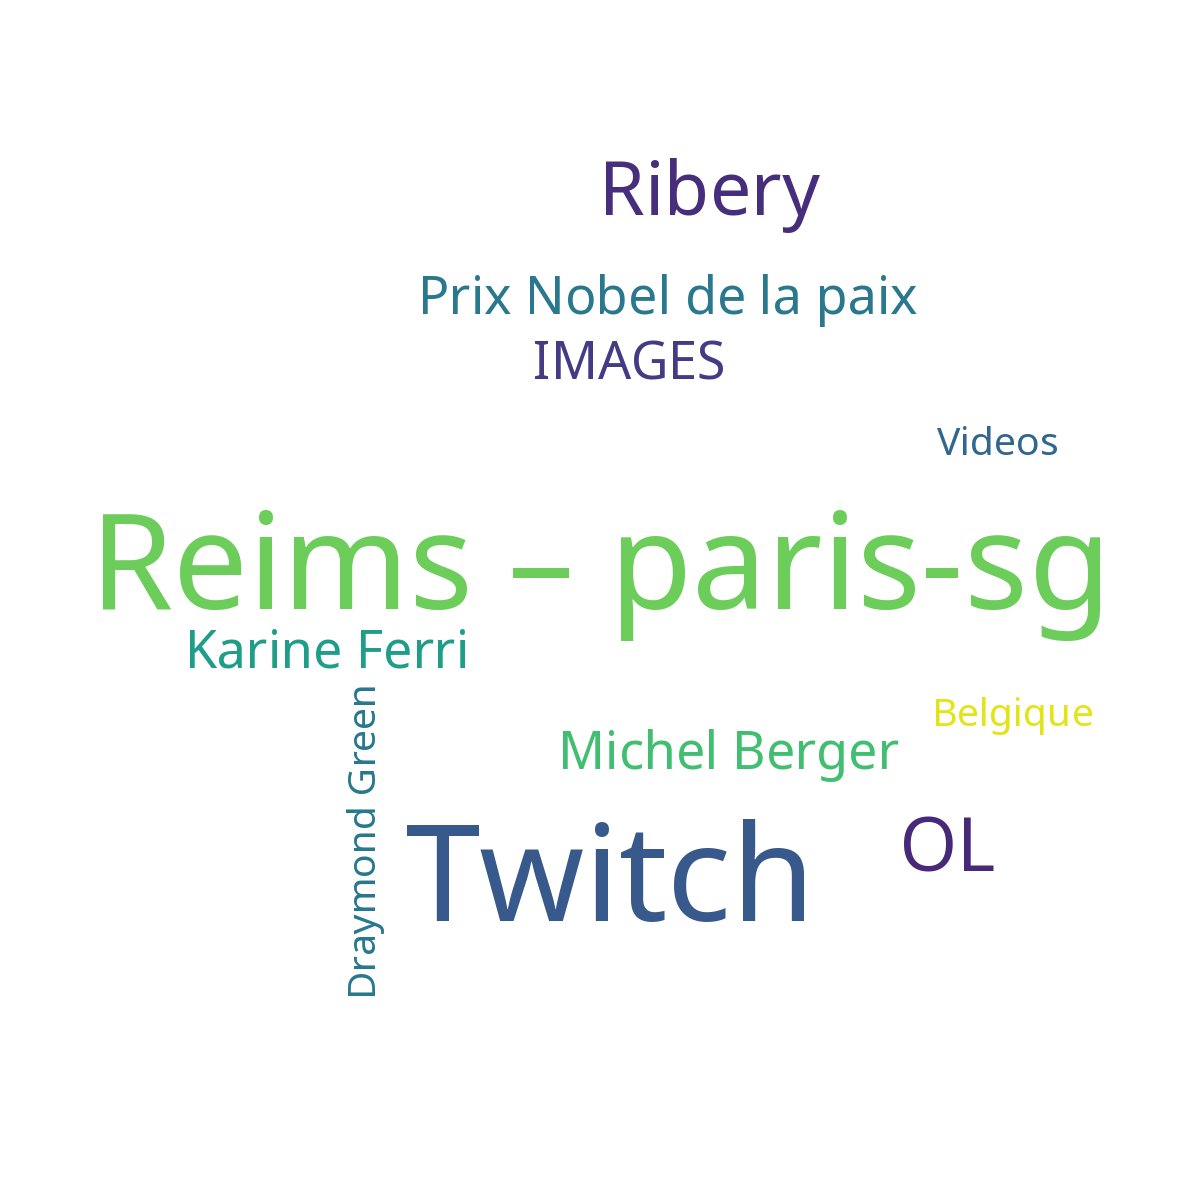 Ribery
Prix Nobel de la paix
IMAGES
Videos
Reims – paris-sg
Karine Ferri
Draymond Green
Belgique
Michel Berger
Twitch
OL